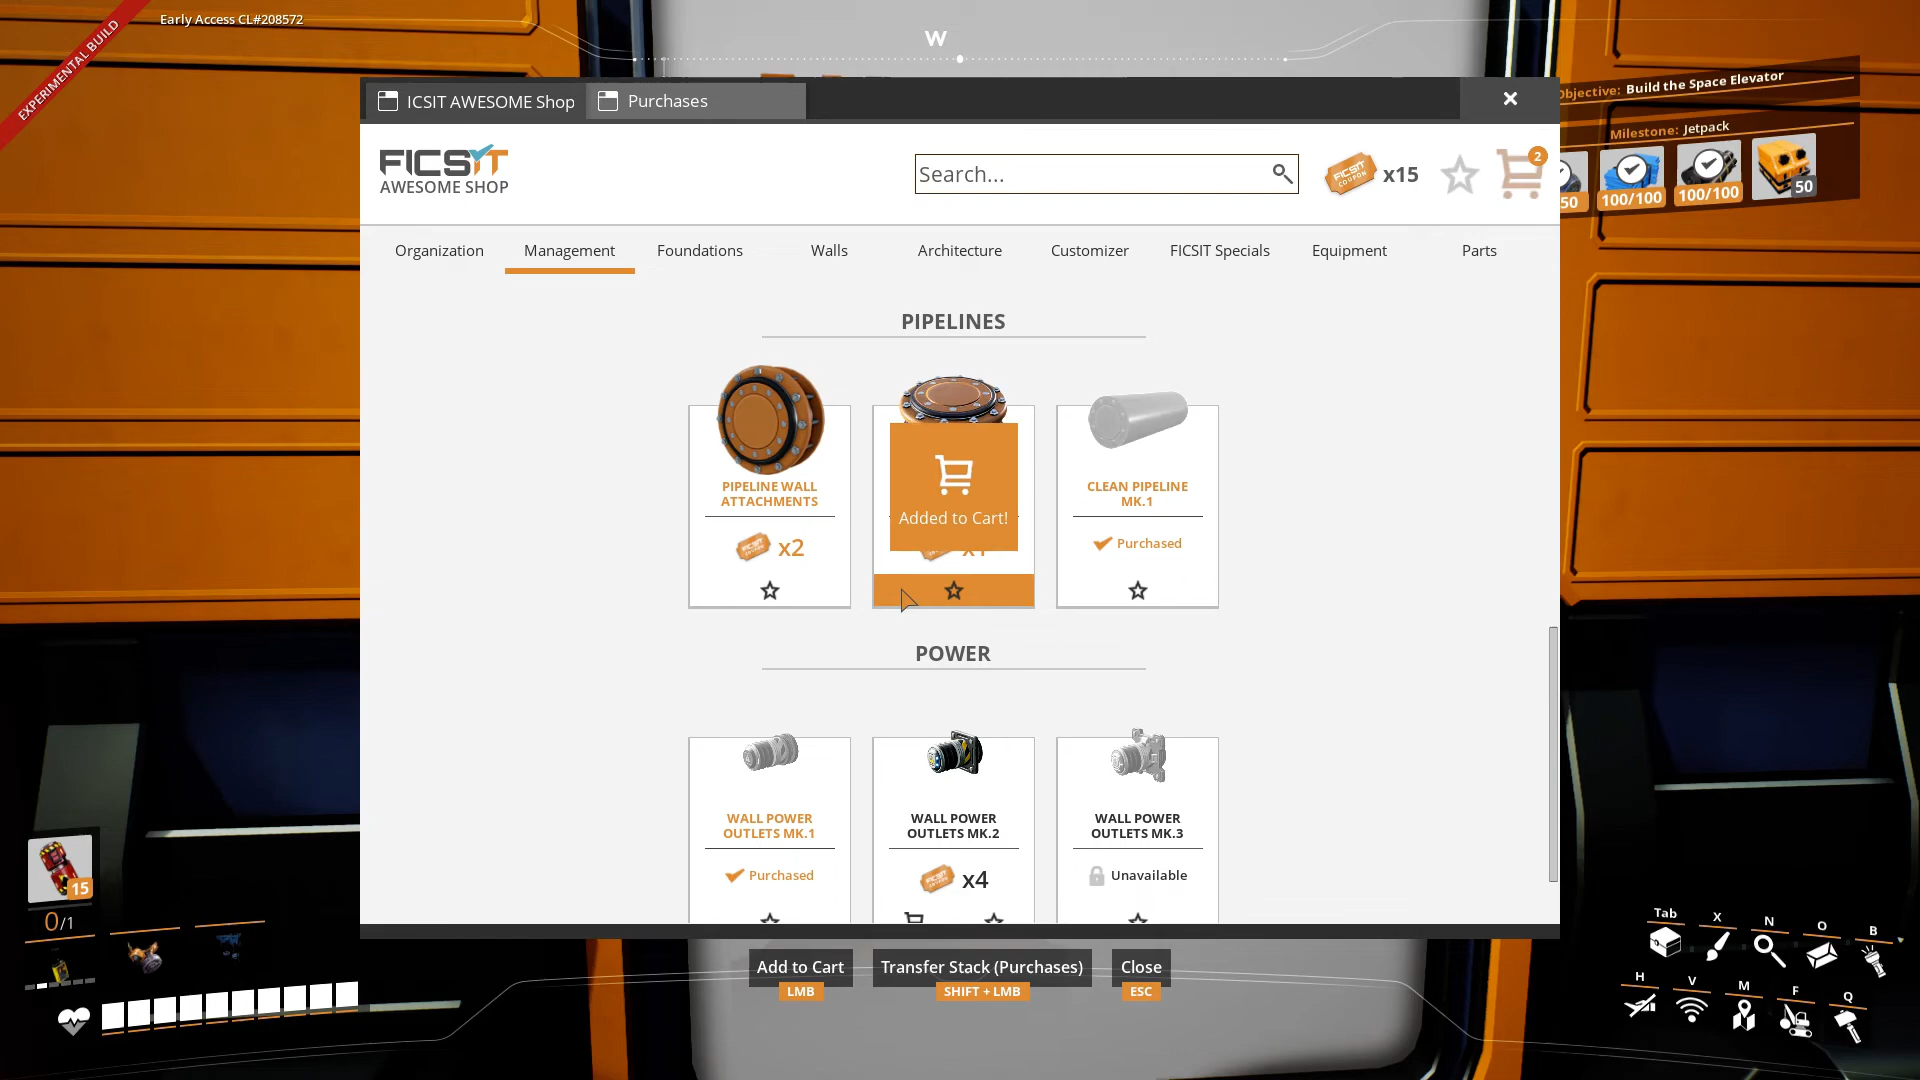 Early Access CL#208572
EXPERIMENTAL BUILD
W
ICSIT AWESOME Shop
Purchases
Objective: Build the Space Elevator
Milestone: Jetpack
50
100/100
100/100
50
FICSIT
AWESOME SHOP
Search...
FICSIT
COUPON
x15
2
Organization
Management
Foundations
Walls
Architecture
Customizer
FICSIT Specials
Equipment
Parts
PIPELINES
PIPELINE WALL
ATTACHMENTS
x2
Added to Cart!
x1
CLEAN PIPELINE
MK.1
Purchased
POWER
WALL POWER
OUTLETS MK.1
Purchased
WALL POWER
OUTLETS MK.2
x4
WALL POWER
OUTLETS MK.3
Unavailable
15
0/1
Add to Cart
LMB
Transfer Stack (Purchases)
SHIFT + LMB
Close
ESC
Tab
X
N
O
B
H
V
M
F
Q